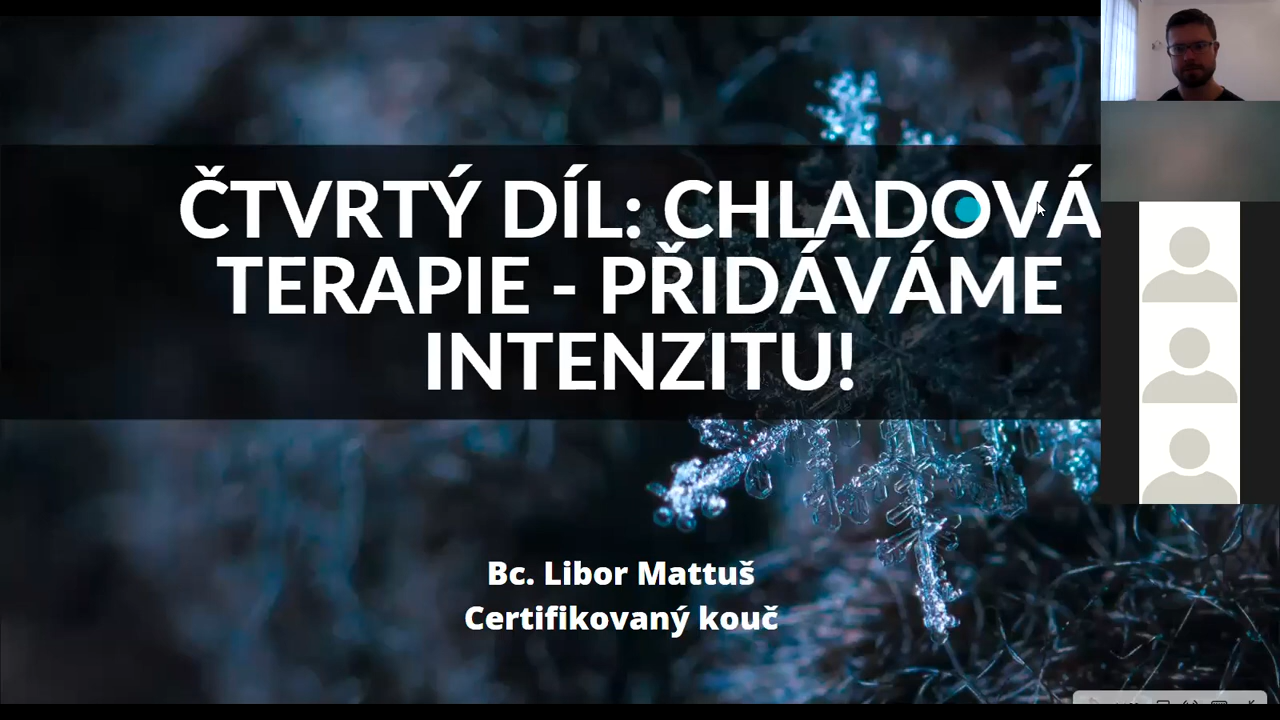 ČTVRTÝ DÍL: CHLADOVÁ
TERAPIE - PŘIDÁVÁME
INTENZITU!
Bc. Libor Mattuš
Certifikovaný kouč